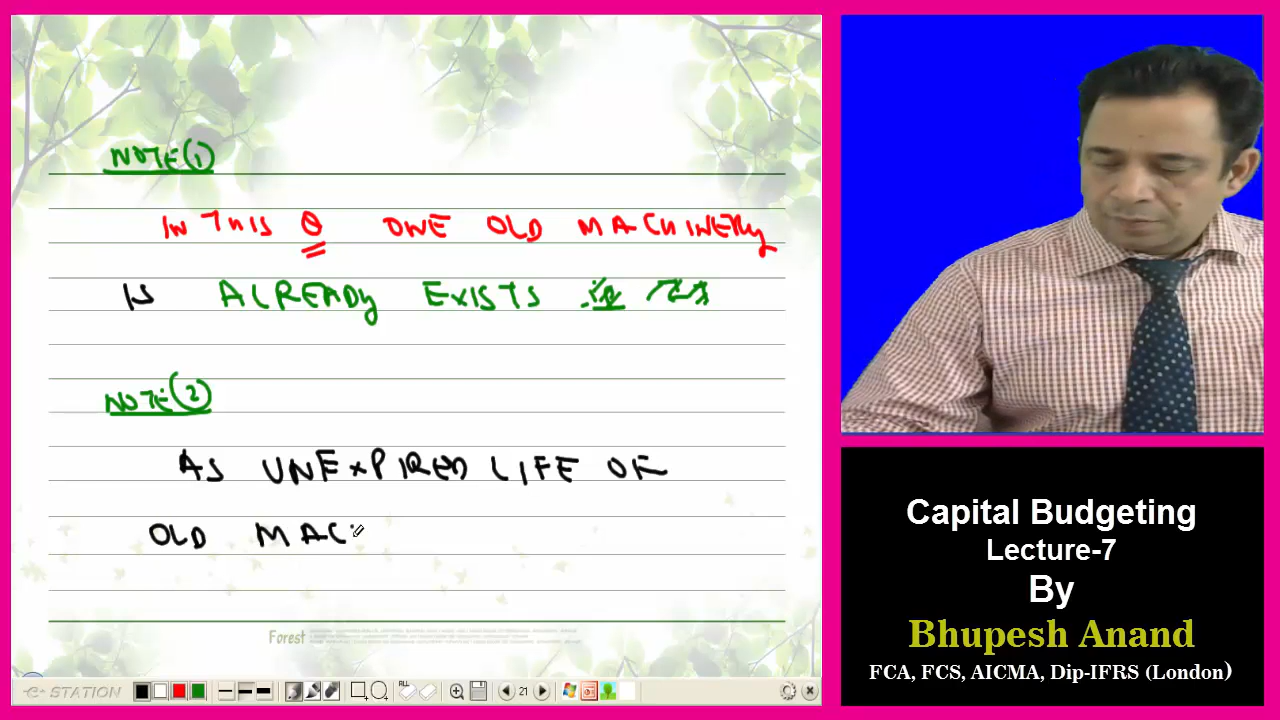 NOTE(1)
IN THIS Q ONE OLD MACHINERY
IS ALREADY EXISTS
NOTE(2)
AS UNEXPIRED LIFE OF
OLD MAC
Forest
e-STATION
ALL
21
Capital Budgeting
Lecture-7
By
Bhupesh Anand
FCA, FCS, AICMA, Dip-IFRS (London)